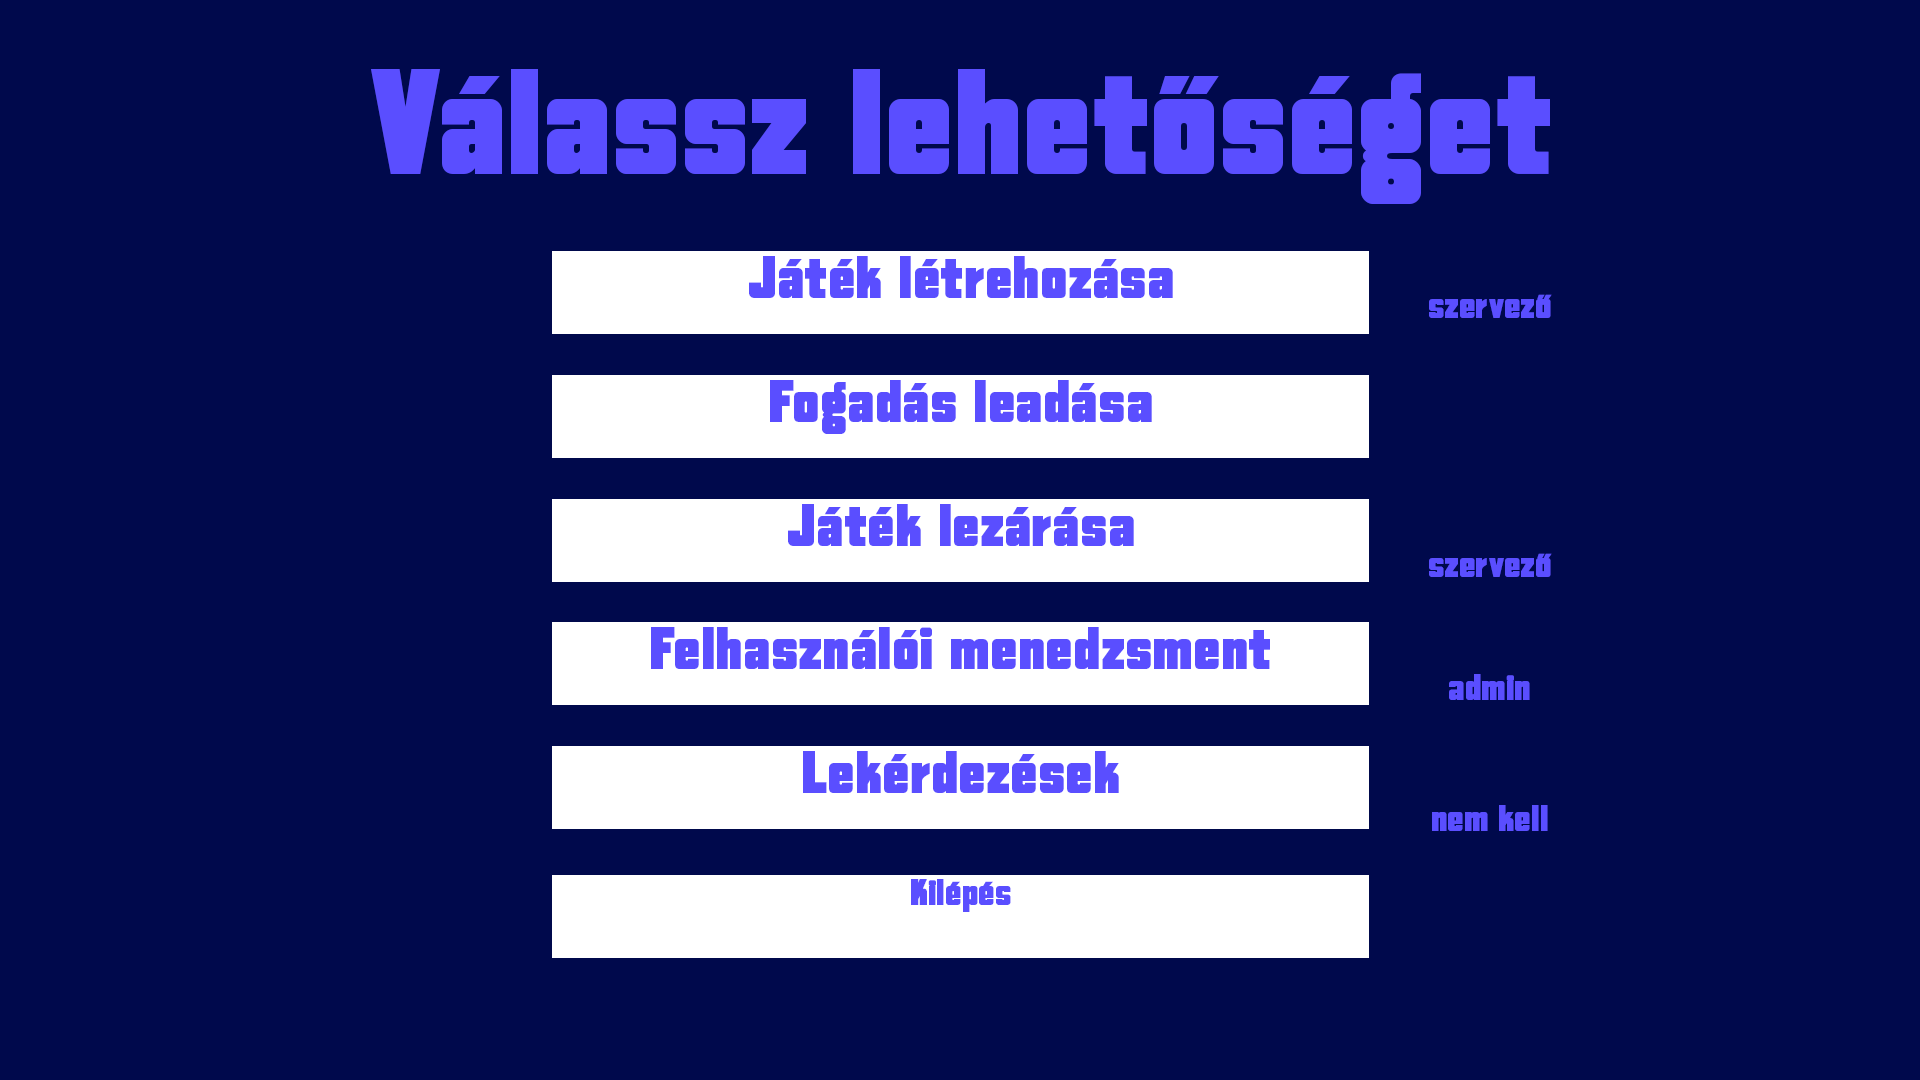 Válassz lehetőséget
Játék létrehozása
szervező
Fogadás leadása
Játék lezárása
szervező
Felhasználói menedzsment
admin
Lekérdezések
nem kell
Kilépés